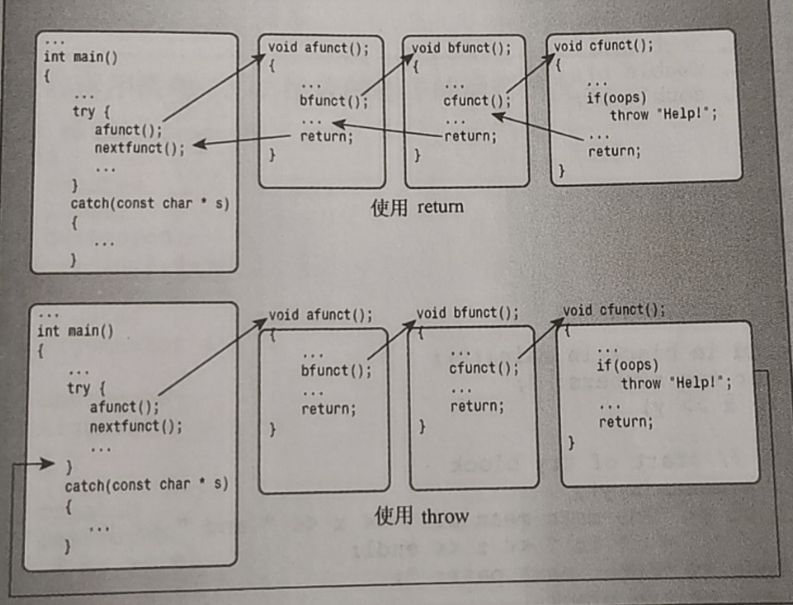 ...
int main()
{
...
try {
afunct();
nextfunct();
...
}
catch(const char * s)
{
...
}
void afunct();
{
...
bfunct();
...
return;
}
void bfunct();
{
...
cfunct();
...
return;
}
void cfunct();
{
...
if(oops)
throw "Help!";
...
return;
}
使用 return
...
int main()
{
...
try {
afunct();
nextfunct();
...
}
catch(const char * s)
{
...
}
void afunct();
{
...
bfunct();
...
return;
}
void bfunct();
{
...
cfunct();
...
return;
}
void cfunct();
{
...
if(oops)
throw "Help!";
...
return;
}
使用 throw